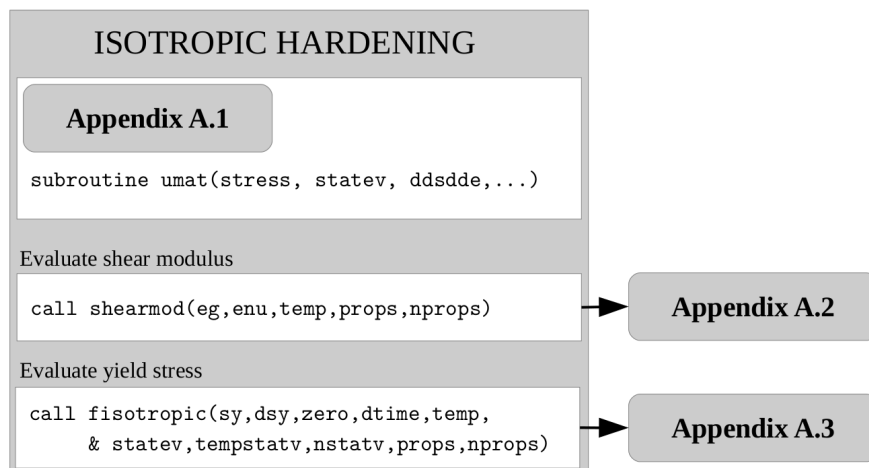 ISOTROPIC HARDENING
Appendix A.1
subroutine umat(stress, statev, ddsdde,...)
Evaluate shear modulus
call shearmod(eg,enu,temp,props,nprops)
Appendix A.2
Evaluate yield stress
call fisotropic(sy,dsy,zero,dtime,temp,
& statev,tempstatv,nstatv,props,nprops)
Appendix A.3